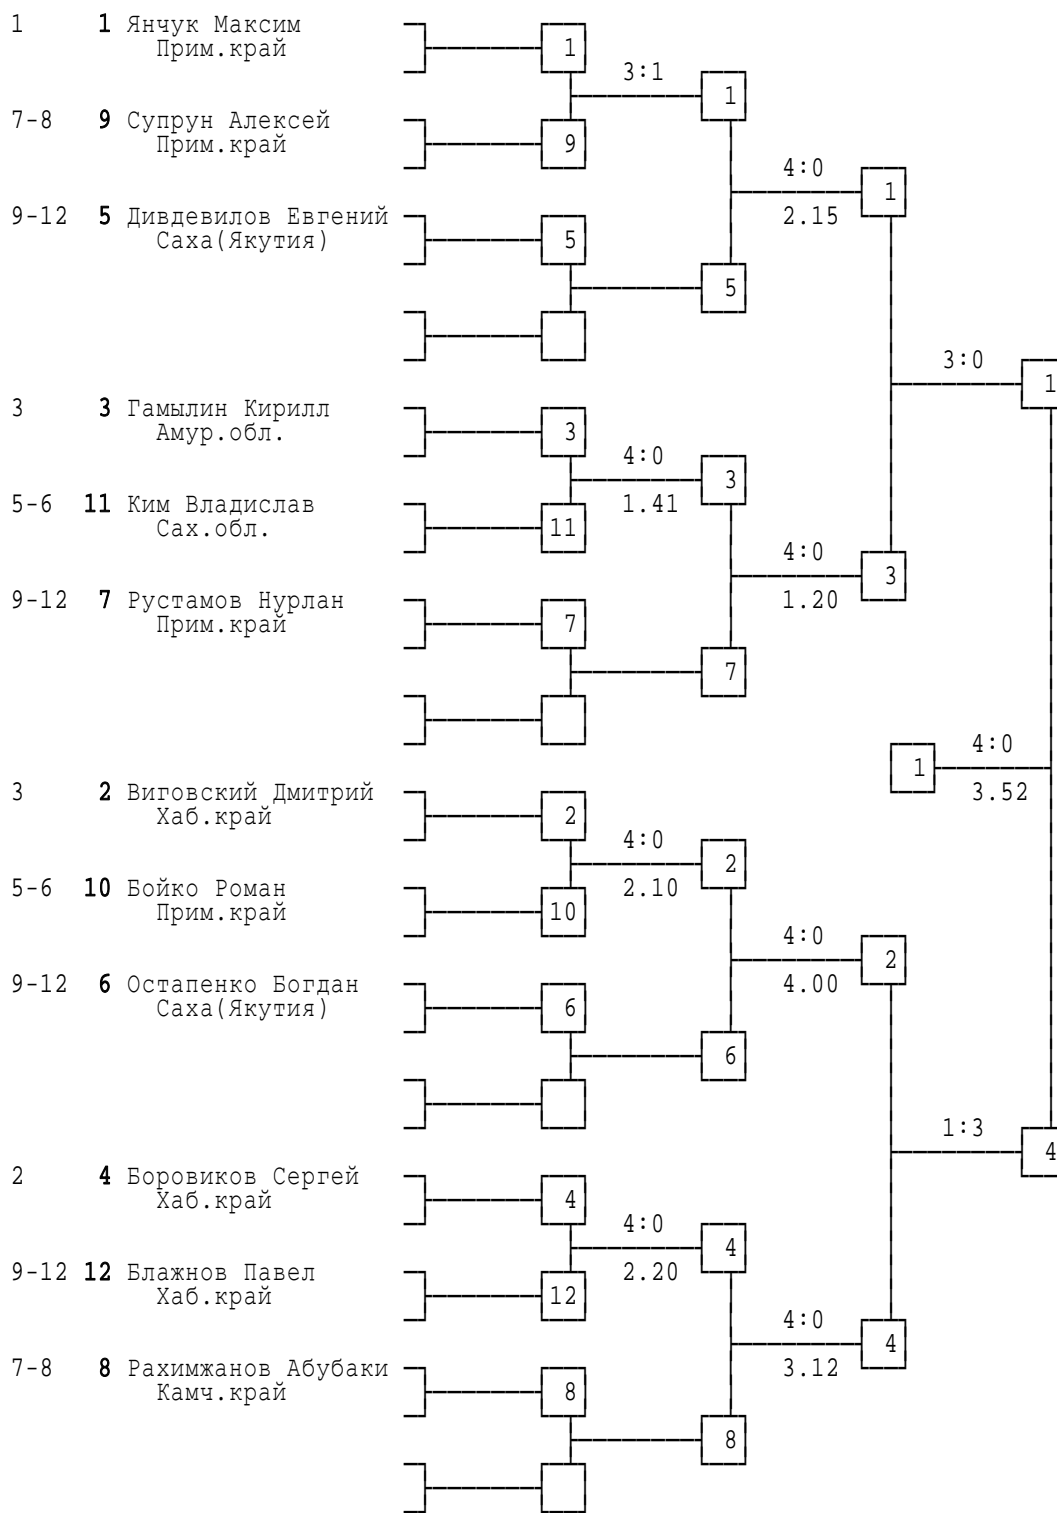 1 1 Янчук Максим
Прим.край
1
3:1
1
7-8 9 Супрун Алексей
Прим.край
9
4:0
1
2.15
9-12 5 Дивдевилов Евгений
Саха(Якутия)
5
5
3:0
1
3 3 Гамылин Кирилл
Амур.обл.
3
4:0
3
1.41
5-6 11 Ким Владислав
Сах.обл.
11
4:0
3
1.20
9-12 7 Рустамов Нурлан
Прим.край
7
7
4:0
1
3.52
3 2 Виговский Дмитрий
Хаб.край
2
4:0
2
2.10
5-6 10 Бойко Роман
Прим.край
10
4:0
2
4.00
9-12 6 Остапенко Богдан
Саха(Якутия)
6
6
1:3
4
2 4 Боровиков Сергей
Хаб.край
4
4:0
4
2.20
9-12 12 Блажнов Павел
Хаб.край
12
4:0
4
3.12
7-8 8 Рахимжанов Абубаки
Камч.край
8
8